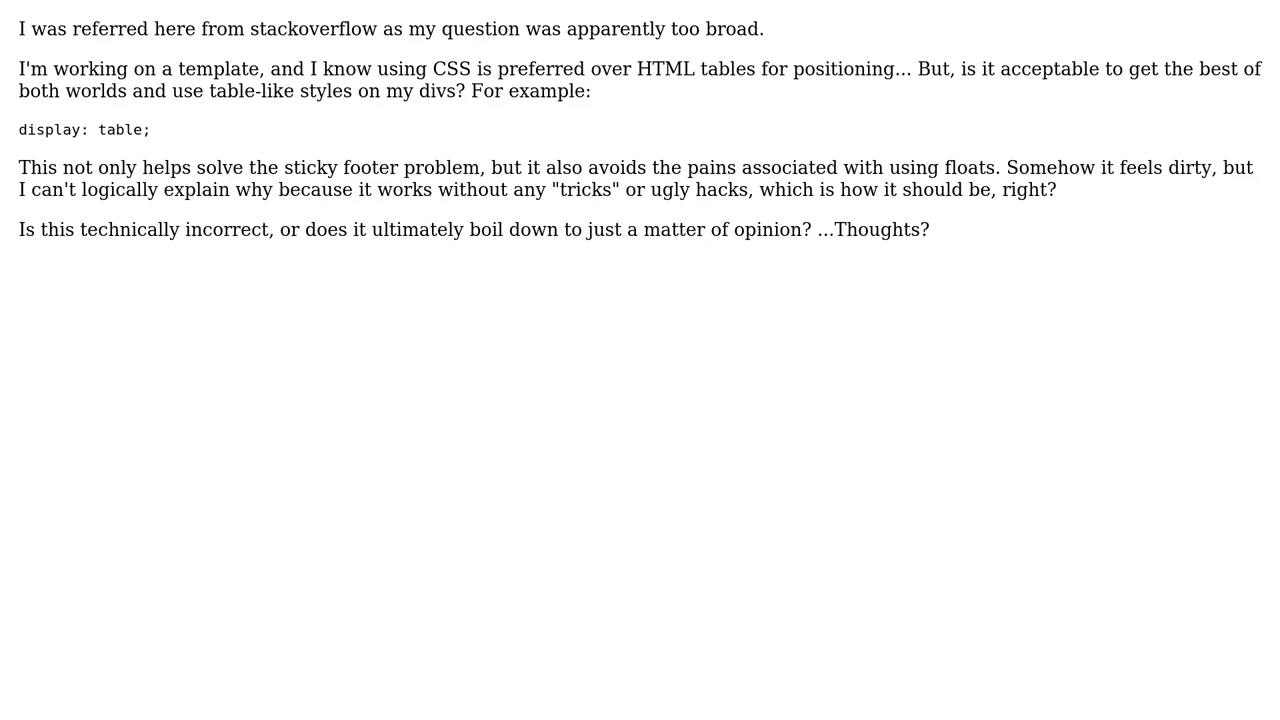 I was referred here from stackoverflow as my question was apparently too broad.
I'm working on a template, and I know using CSS is preferred over HTML tables for positioning... But, is it acceptable to get the best of
both worlds and use table-like styles on my divs? For example:
display: table;
This not only helps solve the sticky footer problem, but it also avoids the pains associated with using floats. Somehow it feels dirty, but
I can't logically explain why because it works without any "tricks" or ugly hacks, which is how it should be, right?
Is this technically incorrect, or does it ultimately boil down to just a matter of opinion? ...Thoughts?